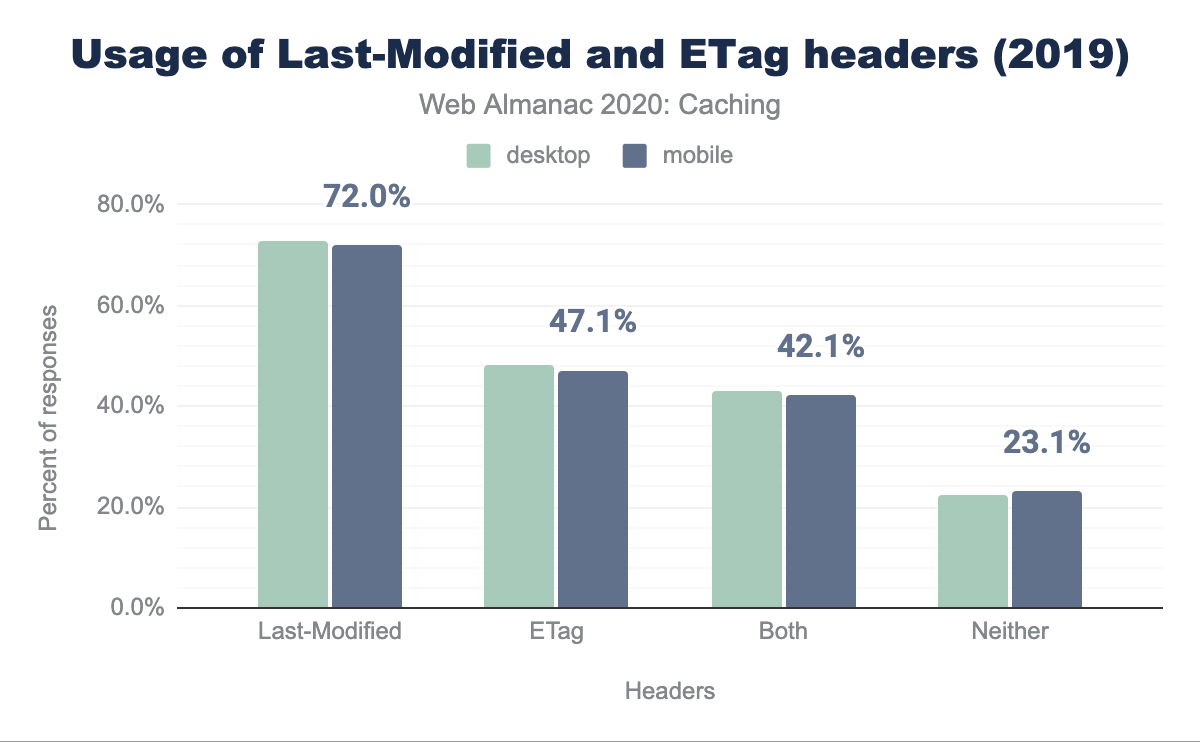 Usage of Last-Modified and ETag headers (2019)
Web Almanac 2020: Caching
desktop mobile
80.0%
60.0%
40.0%
20.0%
0.0%
Percent of responses
72.0%
47.1%
42.1%
23.1%
Last-Modified ETag Both Neither
Headers